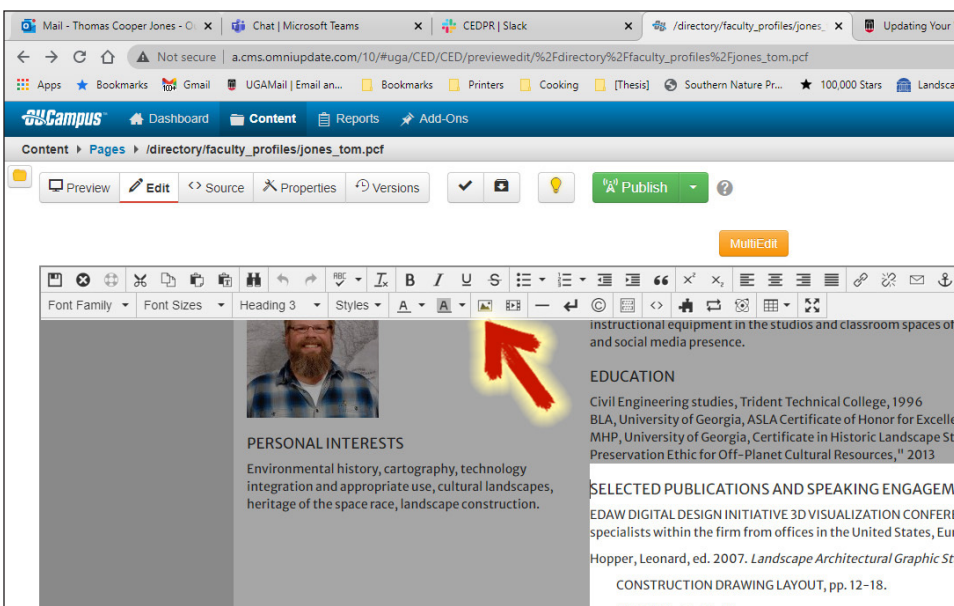 Mail - Thomas Cooper Jones - O
Chat | Microsoft Teams
CEDPR | Slack
/directory/faculty_profiles/jones_
Updating Your
Not secure | a.cms.omniupdate.com/10/#uga/CED/CED/previewedit/%2Fdirectory%2Ffaculty_profiles%2Fjones_tom.pcf
Apps Bookmarks Gmail UGAMail | Email an... Bookmarks Printers Cooking [Thesis] Southern Nature Pr... 100,000 Stars Landsca
OUCampus Dashboard Content Reports Add-Ons
Content Pages /directory/faculty_profiles/jones_tom.pcf
Preview Edit Source Properties Versions Publish
MultiEdit
Font Family Font Sizes Heading 3 Styles
instructional equipment in the studios and classroom spaces of
and social media presence.
EDUCATION
Civil Engineering studies, Trident Technical College, 1996
BLA, University of Georgia, ASLA Certificate of Honor for Excelle
MHP, University of Georgia, Certificate in Historic Landscape St
Preservation Ethic for Off-Planet Cultural Resources," 2013
PERSONAL INTERESTS
Environmental history, cartography, technology
integration and appropriate use, cultural landscapes,
heritage of the space race, landscape construction.
SELECTED PUBLICATIONS AND SPEAKING ENGAGEM
EDAW DIGITAL DESIGN INITIATIVE 3D VISUALIZATION CONFERE
specialists within the firm from offices in the United States, Eur
Hopper, Leonard, ed. 2007. Landscape Architectural Graphic St
CONSTRUCTION DRAWING LAYOUT, pp. 12-18.